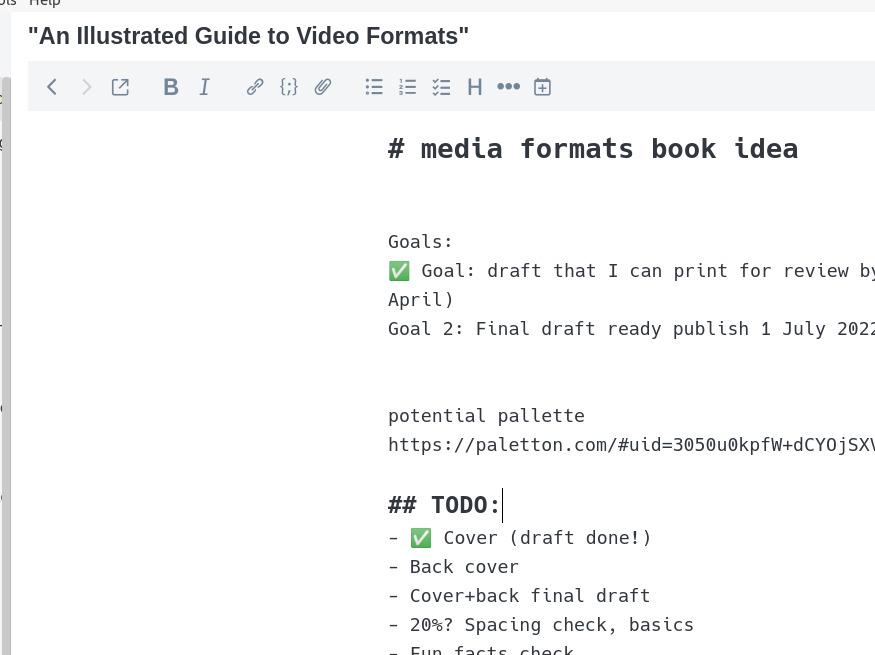 Help
"An Illustrated Guide to Video Formats"
# media formats book idea
Goals:
✅ Goal: draft that I can print for review by
April)
Goal 2: Final draft ready publish 1 July 2022
potential pallette
https://paletton.com/#uid=3050u0kpfW+dCYOjSX
## TODO:
- ✅ Cover (draft done!)
- Back cover
- Cover+back final draft
- 20%? Spacing check, basics
- Fun facts check